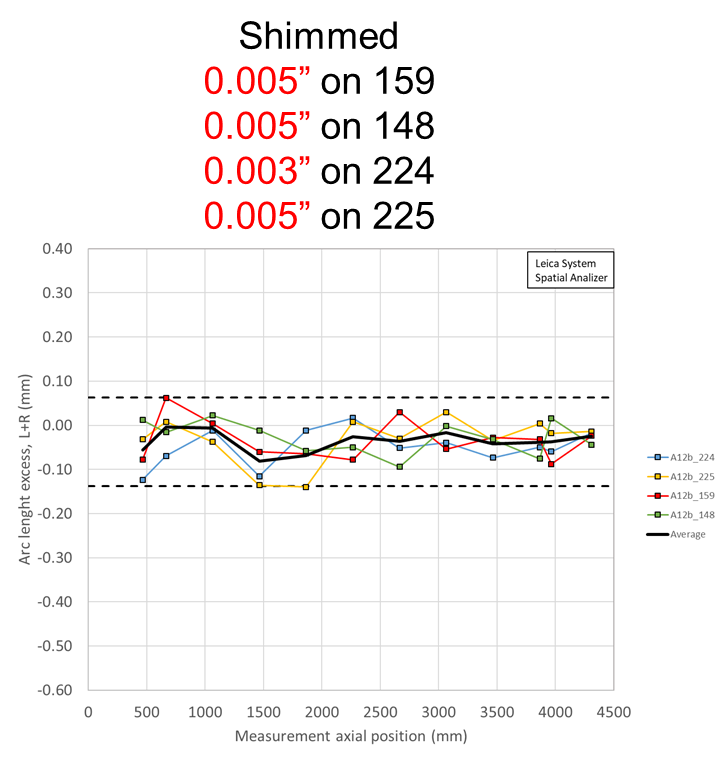 Shimmed
0.005” on 159
0.005” on 148
0.003” on 224
0.005” on 225
0.40
0.30
0.20
0.10
0.00
-0.10
-0.20
-0.30
-0.40
-0.50
-0.60
Arc lenght excess, L+R (mm)
Leica System
Spatial Analizer
A12b_224
A12b_225
A12b_159
A12b_148
Average
0
500
1000
1500
2000
2500
3000
3500
4000
4500
Measurement axial position (mm)